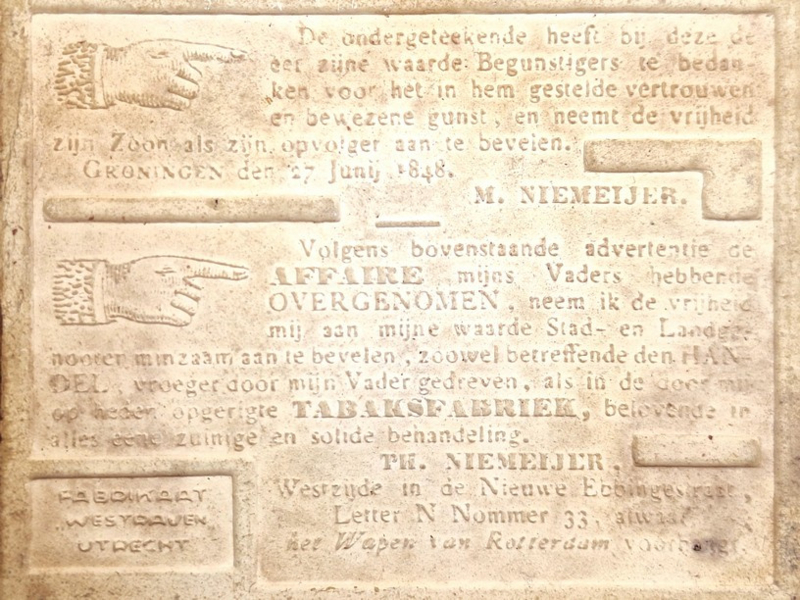 De ondergeteekende heeft bij deze de
eer zijne waarde Begunstigers te bedan-
ken voor het in hem gestelde vertrouwen
en bewezene gunst, en neemt de vrijheid
zijn Zoon als zijn opvolger aan te bevelen.
GRONINGEN den 27 Junij 1848.
M. NIEMEIJER.
Volgens bovenstaande advertentie de
AFFAIRE mijns Vaders hebbende
OVERGENOMEN, neem ik de vrijheid
mij aan mijne waarde Stad- en Landge-
nooten minzaam aan te bevelen, zoowel betreffende den HAN-
DEL, vroeger door mijn Vader gedreven, als in de door mij
op heden opgerigte TABAKSFABRIEK, belovende in
alles eene zuinige en solide behandeling.
TH. NIEMEIJER.
Westzijde in de Nieuwe Ebbingestraat,
Letter N Nommer 33, alwaar
het Wapen van Rotterdam
FABRIKAAT
„WESTRAVEN"
UTRECHT